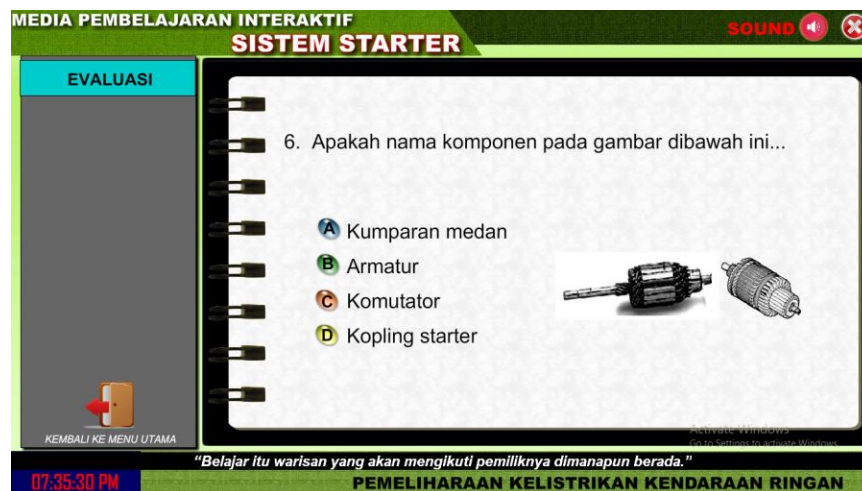 MEDIA PEMBELAJARAN INTERAKTIF
SISTEM STARTER
SOUND
EVALUASI
6. Apakah nama komponen pada gambar dibawah ini...
A Kumparan medan
B Armatur
C Komutator
D Kopling starter
KEMBALI KE MENU UTAMA
Activate Windows
Go to Settings to activate Windows.
"Belajar itu warisan yang akan mengikuti pemiliknya dimanapun berada."
07:35:30 PM
PEMELIHARAAN KELISTRIKAN KENDARAAN RINGAN